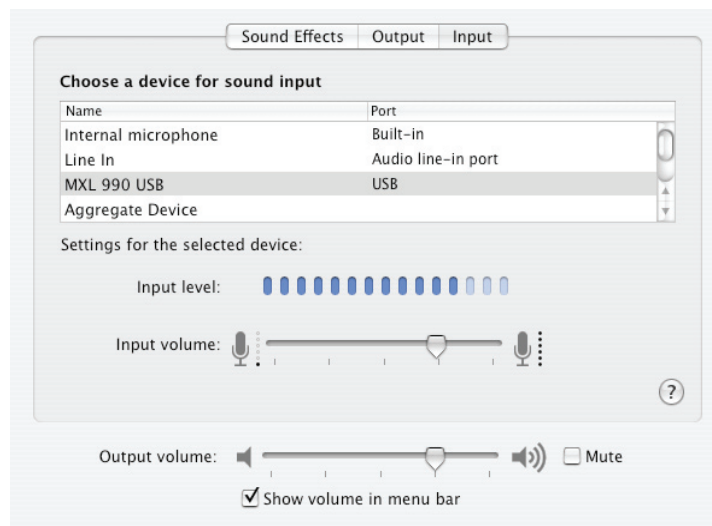 Sound Effects Output Input
Choose a device for sound input
Name Port
Internal microphone Built-in
Line In Audio line-in port
MXL 990 USB USB
Aggregate Device
Settings for the selected device:
Input level:
Input volume:
?
Output volume: Mute
Show volume in menu bar